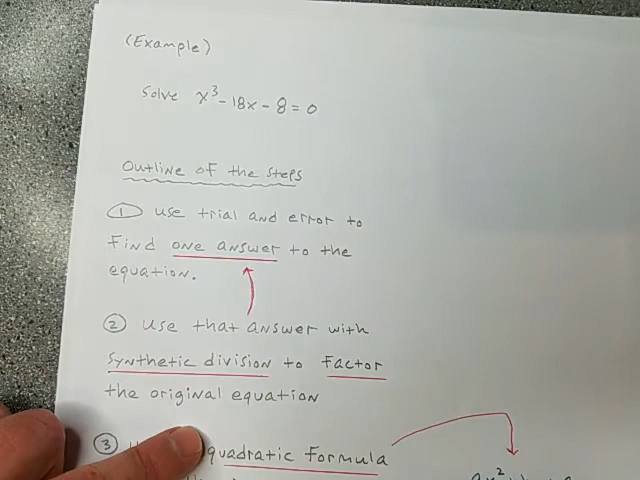 (Example)
Solve x³ - 18x - 8 = 0
Outline of the steps
① Use trial and error to
find one answer to the
equation.
② Use that answer with
synthetic division to factor
the original equation
③ quadratic formula